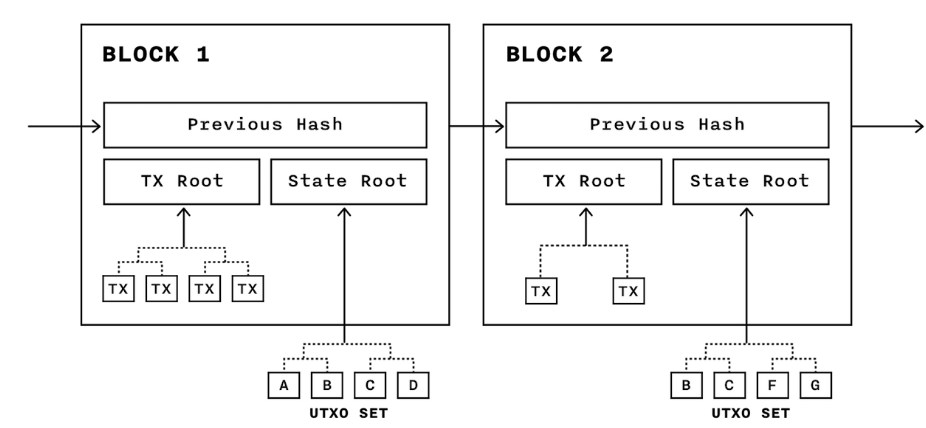 BLOCK 1
Previous Hash
TX Root
State Root
TX TX TX TX
A B C D
UTXO SET
BLOCK 2
Previous Hash
TX Root
State Root
TX TX
B C F G
UTXO SET